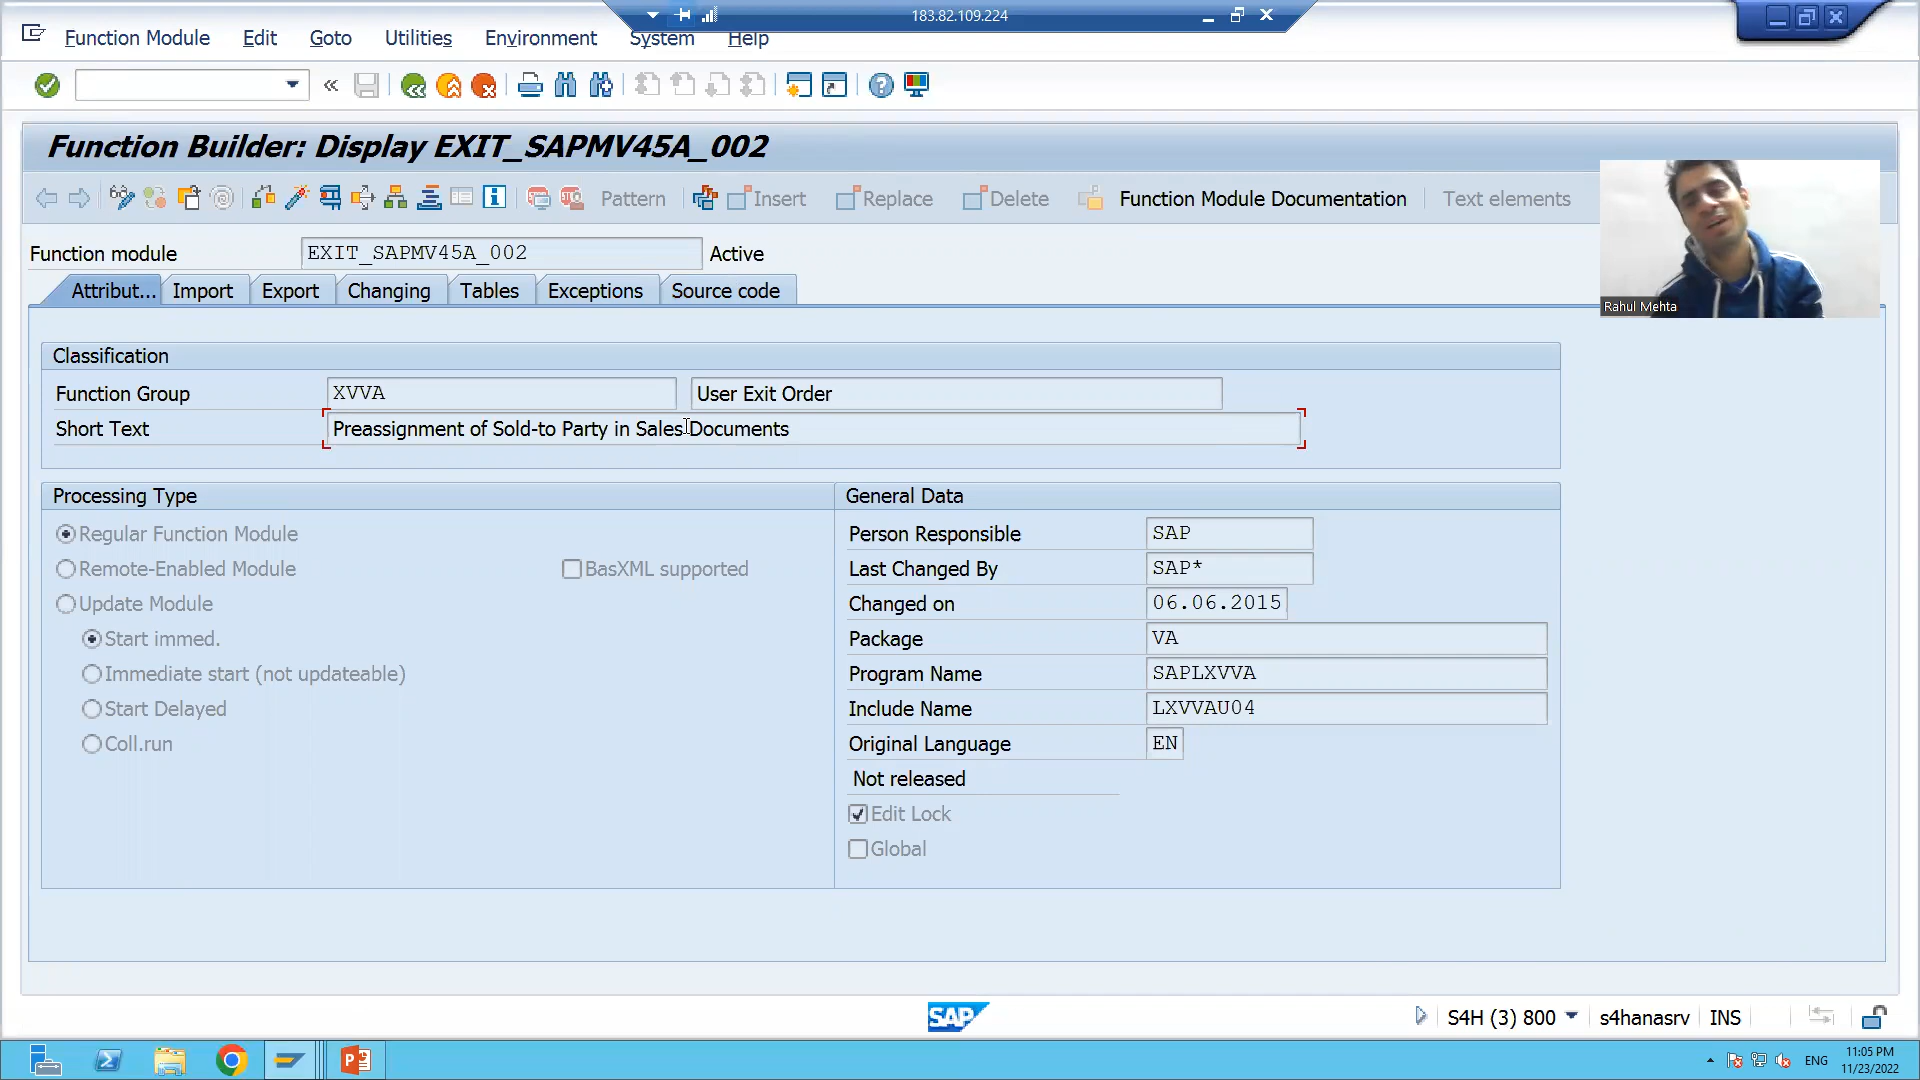 183.82.109.224
Function Module Edit Goto Utilities Environment System Help
Function Builder: Display EXIT_SAPMV45A_002
Pattern Insert Replace Delete Function Module Documentation Text elements
Function module EXIT_SAPMV45A_002 Active
Attribut... Import Export Changing Tables Exceptions Source code
Rahul Mehta
Classification
Function Group XVVA User Exit Order
Short Text Preassignment of Sold-to Party in Sales Documents
Processing Type
Regular Function Module
Remote-Enabled Module BasXML supported
Update Module
Start immed.
Immediate start (not updateable)
Start Delayed
Coll.run
General Data
Person Responsible SAP
Last Changed By SAP*
Changed on 06.06.2015
Package VA
Program Name SAPLXVVA
Include Name LXVVAU04
Original Language EN
Not released
Edit Lock
Global
SAP
S4H (3) 800 s4hanasrv INS
ENG
11:05 PM
11/23/2022